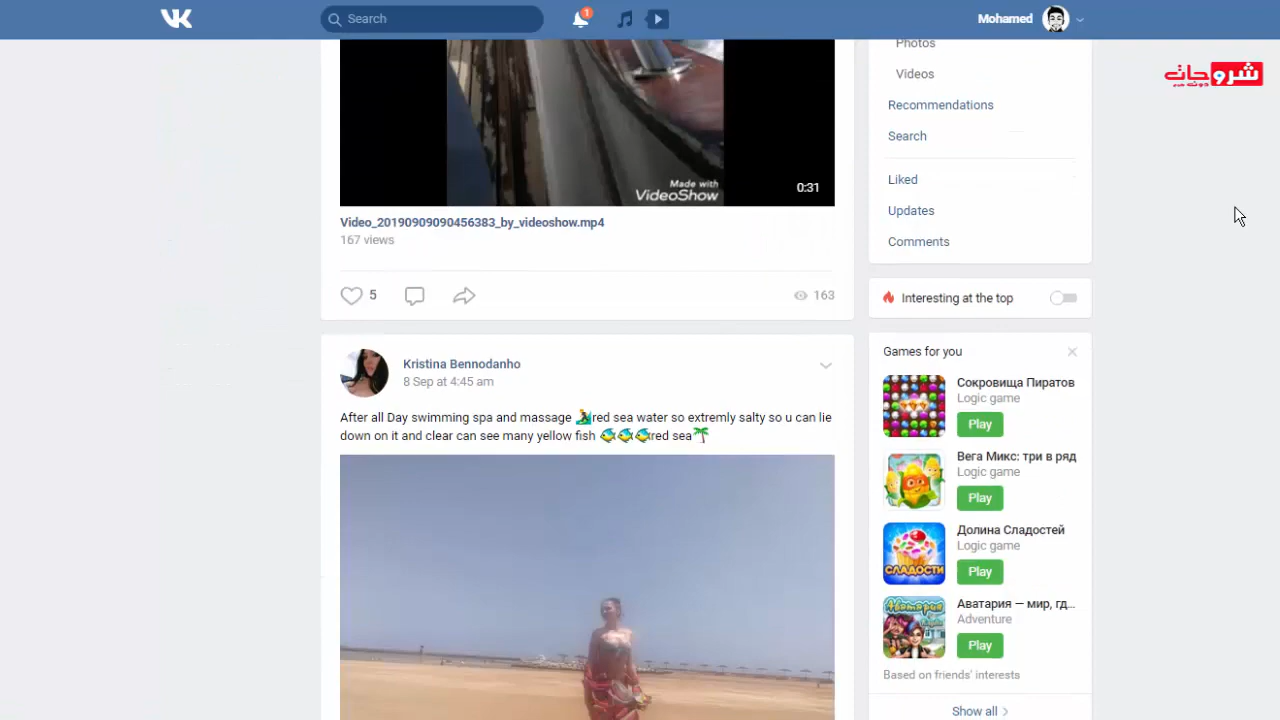 Search
1
Mohamed
شروحاتي
Photos
Videos
Recommendations
Search
Liked
Updates
Comments
Made with
VideoShow
0:31
Video_20190909090456383_by_videoshow.mp4
167 views
5
163
Interesting at the top
Games for you
Сокровища Пиратов
Logic game
Play
Вега Микс: три в ряд
Logic game
Play
Долина Сладостей
Logic game
Play
СЛАДОСТИ
Аватария — мир, гд...
Adventure
Play
Аватария
Based on friends' interests
Show all
Kristina Bennodanho
8 Sep at 4:45 am
After all Day swimming spa and massage 🏄red sea water so extremly salty so u can lie
down on it and clear can see many yellow fish 🐠🐠🐠red sea🌴